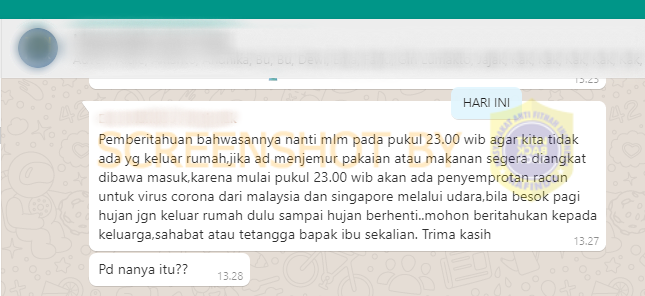 13.25
HARI INI
Pemberitahuan bahwasannya nanti mlm pada pukul 23.00 wib agar kita tidak
ada yg keluar rumah,jika ad menjemur pakaian atau makanan segera diangkat
dibawa masuk,karena mulai pukul 23.00 wib akan ada penyemprotan racun
untuk virus corona dari malaysia dan singapore melalui udara,bila besok pagi
hujan jgn keluar rumah dulu sampai hujan berhenti..mohon beritahukan kepada
keluarga,sahabat atau tetangga bapak ibu sekalian. Trima kasih
13.27
SCREENSHOT BY
Pd nanya itu??
13.28